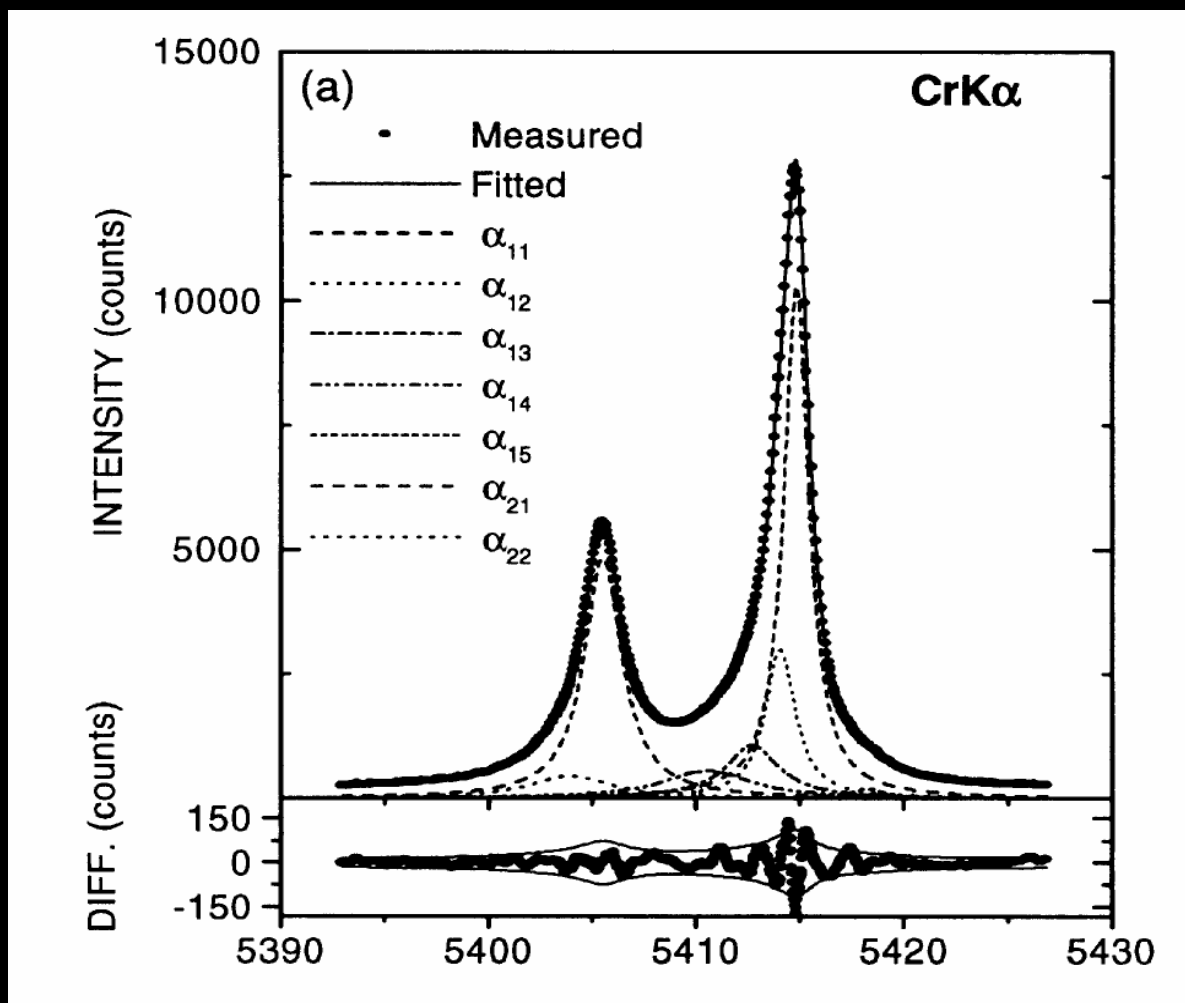 15000
(a)
CrKα
Measured
Fitted
α11
α12
α13
α14
α15
α21
α22
10000
5000
INTENSITY (counts)
150
0
-150
DIFF. (counts)
5390 5400 5410 5420 5430